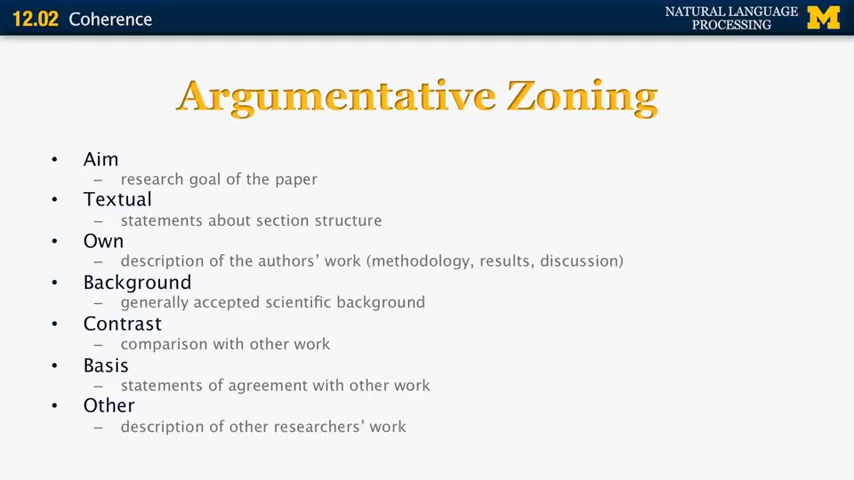 12.02 Coherence
NATURAL LANGUAGE
PROCESSING
M
Argumentative Zoning
• Aim
– research goal of the paper
• Textual
– statements about section structure
• Own
– description of the authors’ work (methodology, results, discussion)
• Background
– generally accepted scientific background
• Contrast
– comparison with other work
• Basis
– statements of agreement with other work
• Other
– description of other researchers’ work